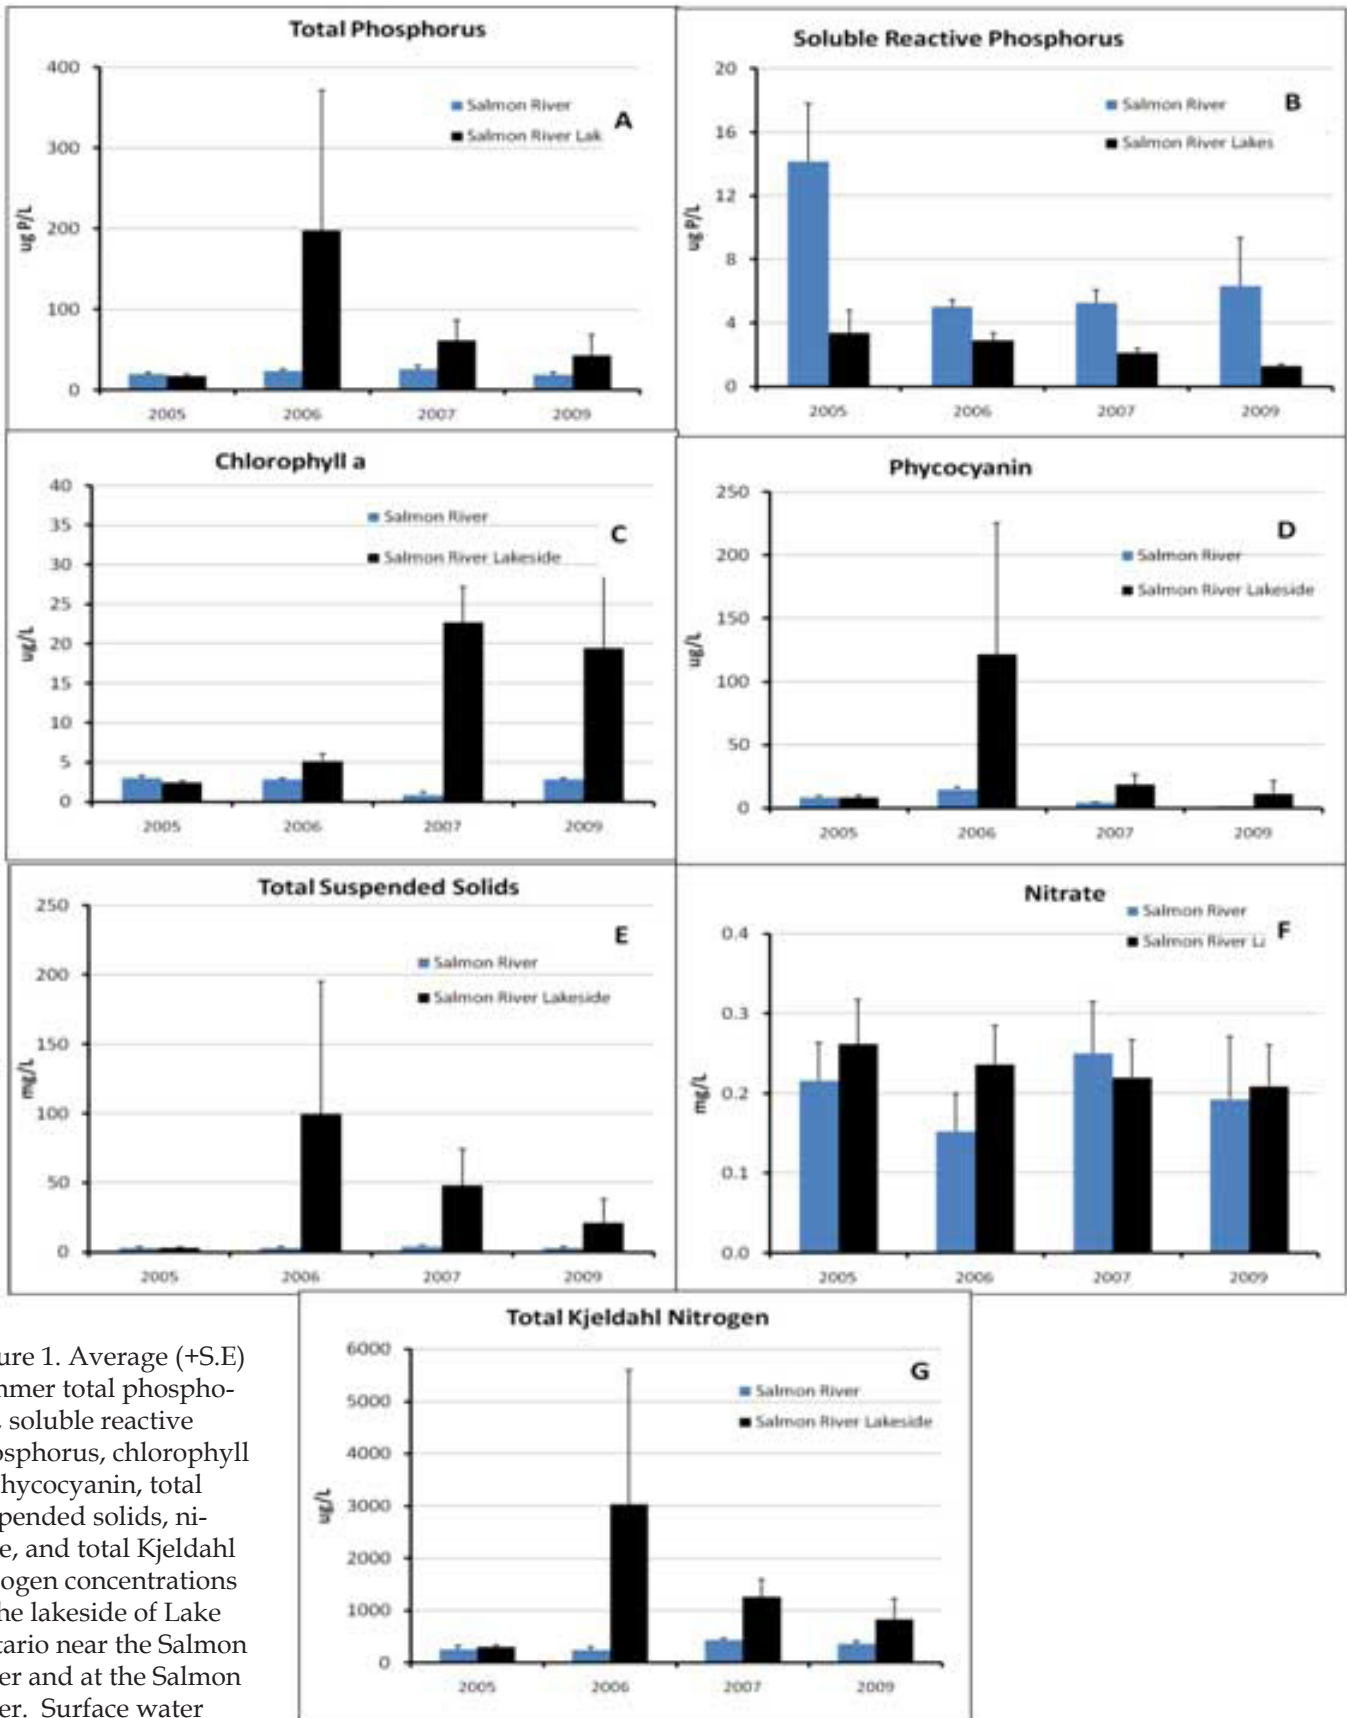 Total Phosphorus
400
300
200
100
0
ug P/L
Salmon River
Salmon River Lak
A
2005 2006 2007 2009
Soluble Reactive Phosphorus
20
16
12
8
4
0
ug P/L
Salmon River
Salmon River Lakes
B
2005 2006 2007 2009
Chlorophyll a
40
35
30
25
20
15
10
5
0
ug/L
Salmon River
Salmon River Lakeside
C
2005 2006 2007 2009
Phycocyanin
250
200
150
100
50
0
ug/L
Salmon River
Salmon River Lakeside
D
2005 2006 2007 2009
Total Suspended Solids
250
200
150
100
50
0
mg/L
Salmon River
Salmon River Lakeside
E
2005 2006 2007 2009
Nitrate
0.4
0.3
0.2
0.1
0.0
mg/L
Salmon River
Salmon River Li
F
2005 2006 2007 2009
Total Kjeldahl Nitrogen
6000
5000
4000
3000
2000
1000
0
ug/L
Salmon River
Salmon River Lakeside
G
2005 2006 2007 2009
ure 1. Average (+S.E)
nmer total phospho-
, soluble reactive
osphorus, chlorophyll
hycocyanin, total
pended solids, ni-
e, and total Kjeldahl
ogen concentrations
he lakeside of Lake
tario near the Salmon
er and at the Salmon
er. Surface water